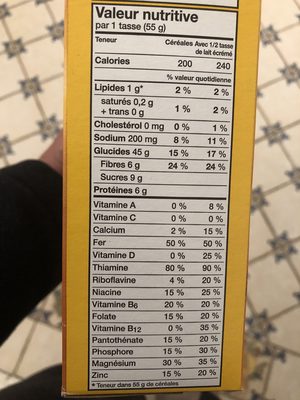 Valeur nutritive
par 1 tasse (55 g)
Teneur Céréales Avec 1/2 tasse
de lait écrémé
Calories 200 240
% valeur quotidienne
Lipides 1 g* 2 % 2 %
saturés 0,2 g
+ trans 0 g 1 % 2 %
Cholestérol 0 mg 0 % 1 %
Sodium 200 mg 8 % 11 %
Glucides 45 g 15 % 17 %
Fibres 6 g 24 % 24 %
Sucres 9 g
Protéines 6 g
Vitamine A 0 % 8 %
Vitamine C 0 % 0 %
Calcium 2 % 15 %
Fer 50 % 50 %
Vitamine D 0 % 25 %
Thiamine 80 % 90 %
Riboflavine 4 % 20 %
Niacine 15 % 25 %
Vitamine B6 20 % 20 %
Folate 15 % 20 %
Vitamine B12 0 % 35 %
Pantothénate 15 % 20 %
Phosphore 15 % 30 %
Magnésium 30 % 35 %
Zinc 15 % 20 %
* Teneur dans 55 g de céréales